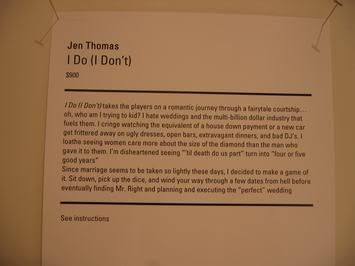 Jen Thomas
I Do (I Don't)
$900
I Do (I Don't) takes the players on a romantic journey through a fairytale courtship...
oh, who am I trying to kid? I hate weddings and the multi-billion dollar industry that
fuels them. I cringe watching the equivalent of a house down payment or a new car
get frittered away on ugly dresses, open bars, extravagant dinners, and bad DJ's. I
loathe seeing women care more about the size of the diamond than the man who
gave it to them. I'm disheartened seeing "'til death do us part" turn into "four or five
good years"
Since marriage seems to be taken so lightly these days, I decided to make a game of
it. Sit down, pick up the dice, and wind your way through a few dates from hell before
eventually finding Mr. Right and planning and executing the "perfect" wedding
See instructions